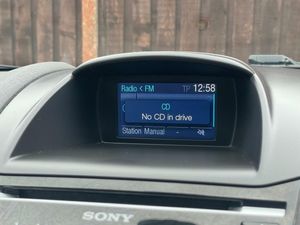 Radio < FM TP 12:58
CD
No CD in drive
Station Manual -
SONY